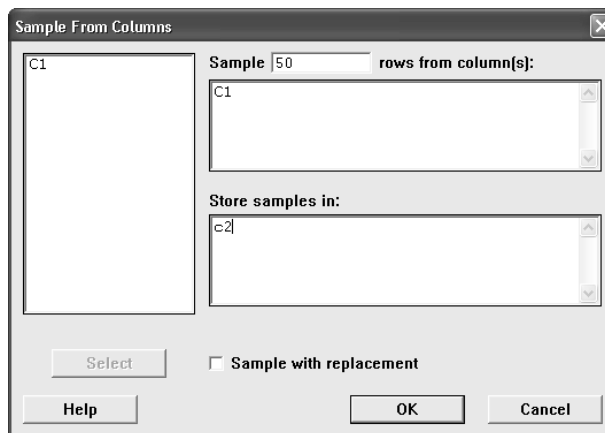 Sample From Columns
C1
Sample 50 rows from column(s):
C1
Store samples in:
c2
Select
Sample with replacement
Help
OK
Cancel